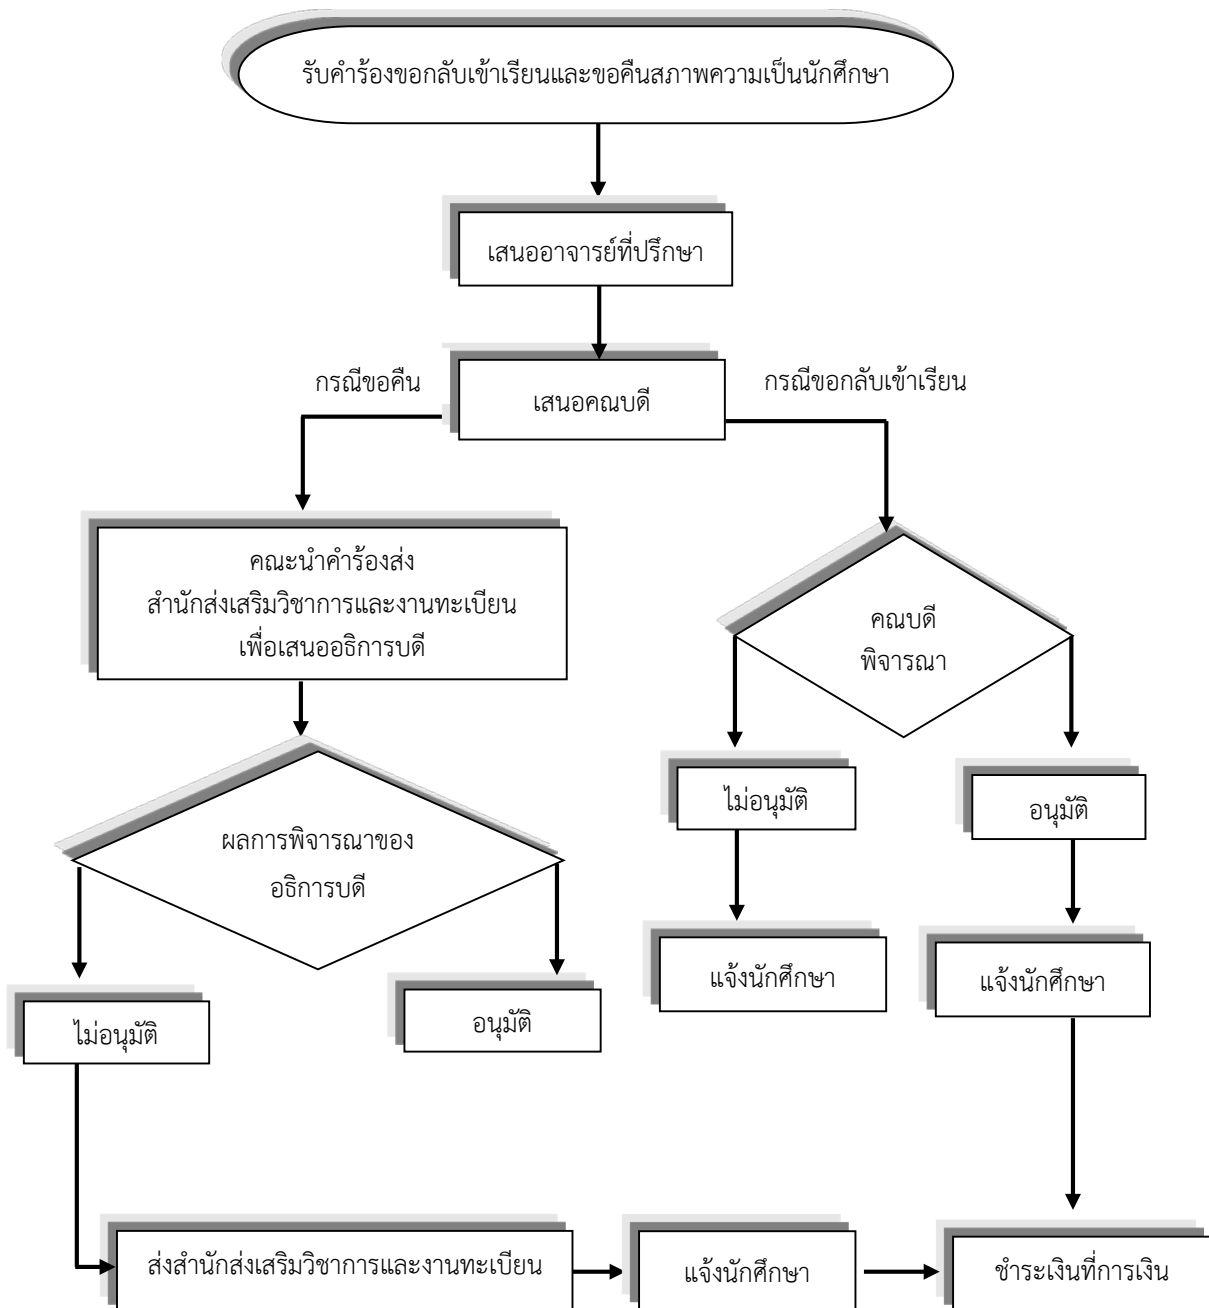 รับคำร้องขอกลับเข้าเรียนและขอคืนสภาพความเป็นนักศึกษา
เสนออาจารย์ที่ปรึกษา
เสนอคณบดี
กรณีขอคืน
กรณีขอกลับเข้าเรียน
คณะนำคำร้องส่ง
สำนักส่งเสริมวิชาการและงานทะเบียน
เพื่อเสนออธิการบดี
คณบดี
พิจารณา
ไม่อนุมัติ
อนุมัติ
ผลการพิจารณาของ
อธิการบดี
แจ้งนักศึกษา
แจ้งนักศึกษา
ไม่อนุมัติ
อนุมัติ
ส่งสำนักส่งเสริมวิชาการและงานทะเบียน
แจ้งนักศึกษา
ชำระเงินที่การเงิน